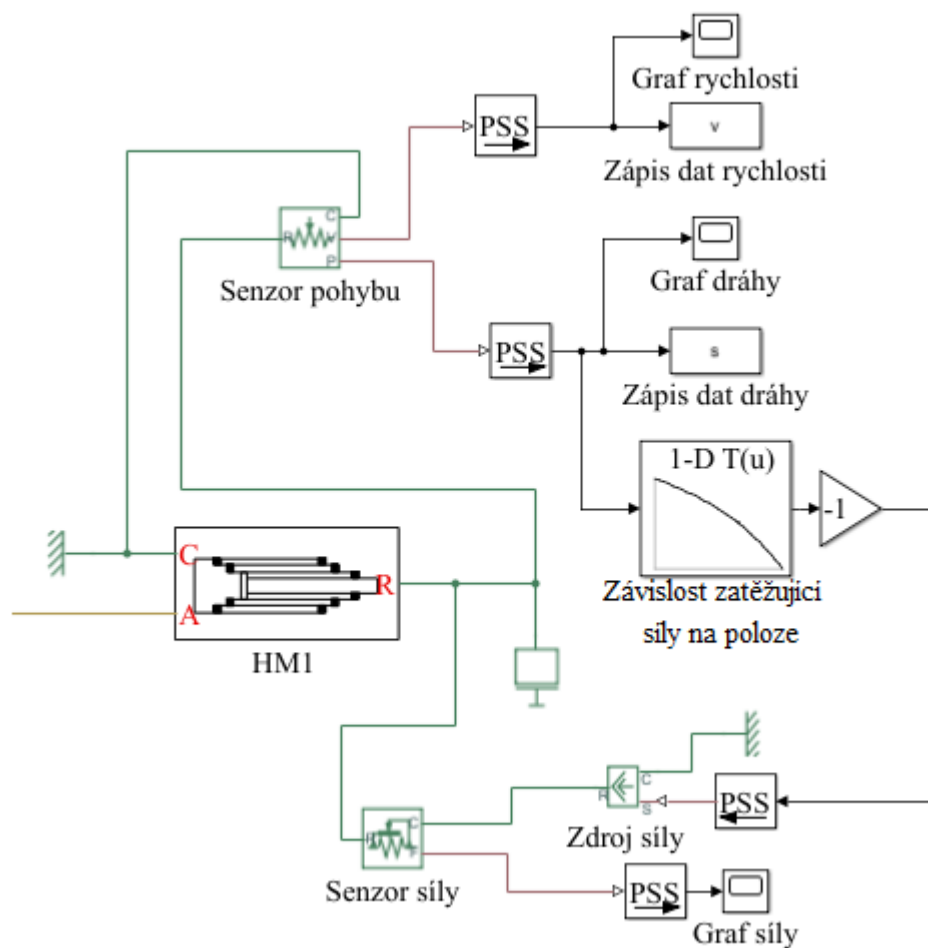 Graf rychlosti
PSS
v
Zápis dat rychlosti
C
R
V
P
Senzor pohybu
Graf dráhy
PSS
s
Zápis dat dráhy
1-D T(u)
-1
Závislost zatěžující
síly na poloze
C
A
R
HM1
C
R
S
PSS
Zdroj síly
R
C
F
Senzor síly
PSS
Graf síly